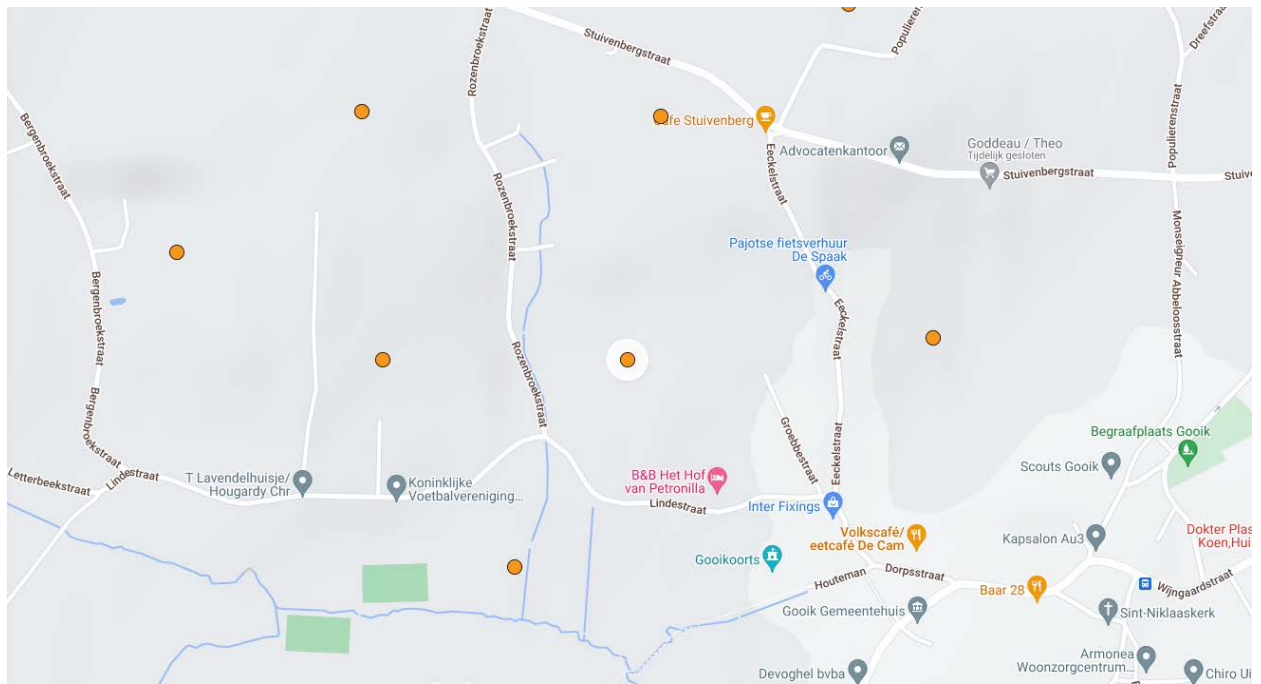 Stuivenbergstraat
Populieren
Dreefstraat
Rozenbroekstraat
Bergenbroekstraat
Cafe Stuivenberg
Advocatenkantoor
Goddeau / Theo
Tijdelijk gesloten
Stuivenbergstraat
Stuive
Populierenstraat
Eeckelstraat
Rozenbroekstraat
Pajotse fietsverhuur
De Spaak
Monseigneur Abbeloosstraat
Bergenbroekstraat
Eeckelstraat
Rozenbroekstraat
Bergenbroekstraat
Groebbestraat
Eeckelstraat
Begraafplaats Gooik
Scouts Gooik
Letterbeekstraat
Lindestraat
T Lavendelhuisje/
Hougardy Chr
Koninklijke
Voetbalvereniging...
B&B Het Hof
van Petronilla
Lindestraat
Inter Fixings
Volkscafé/
eetcafé De Cam
Kapsalon Au3
Dokter Plas
Koen,Hui
Gooikoorts
Houteman
Dorpsstraat
Baar 28
Wijngaardstraat
Gooik Gemeentehuis
Sint-Niklaaskerk
Devoghel bvba
Armonea
Woonzorgcentrum...
Chiro Ui